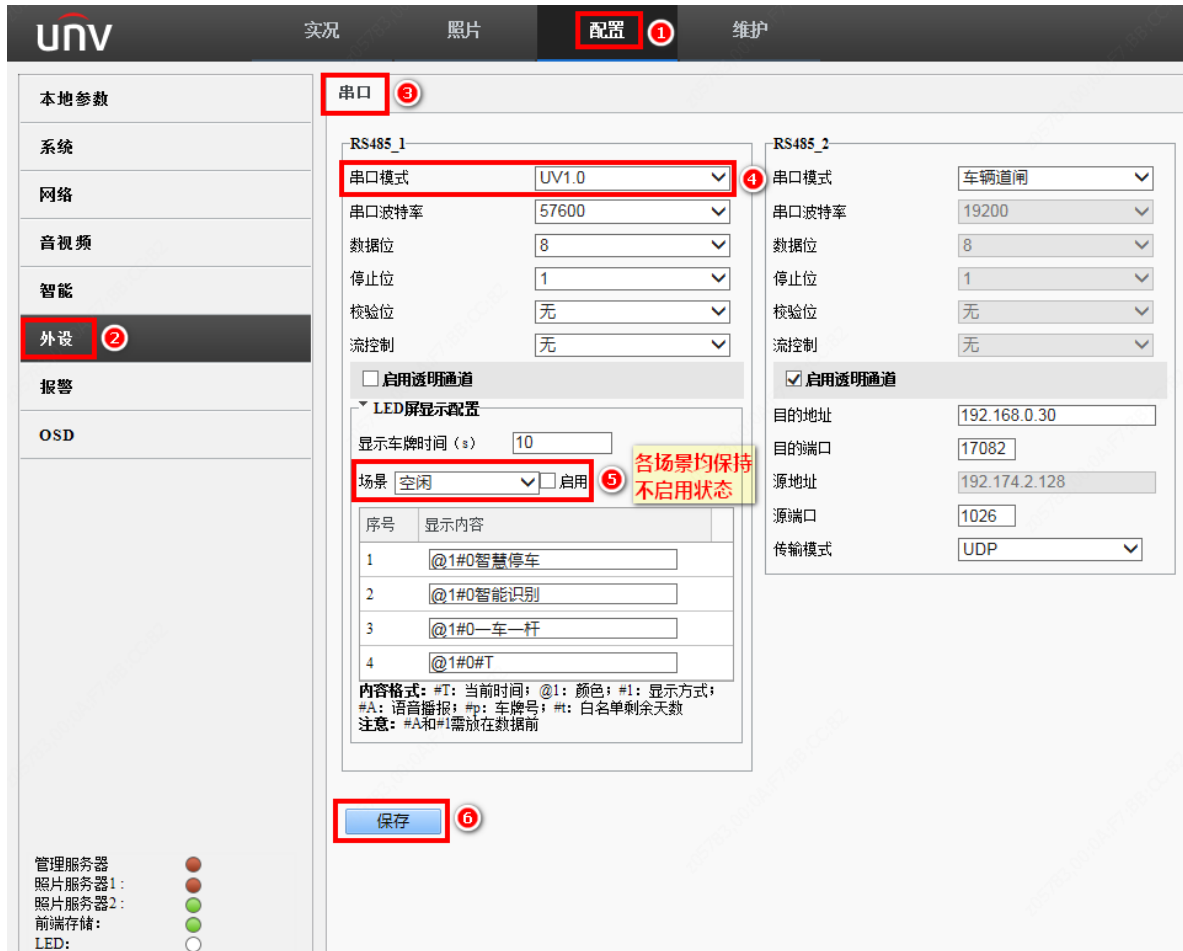 unv
实况 照片 配置 1 维护
本地参数
系统
网络
音视频
智能
外设 2
报警
OSD
管理服务器
照片服务器1:
照片服务器2:
前端存储:
LED:
串口 3
RS485_1
串口模式 UV1.0 4
串口波特率 57600
数据位 8
停止位 1
校验位 无
流控制 无
启用透明通道
LED屏显示配置
显示车牌时间(s) 10
场景 空闲 启用 5
各场景均保持
不启用状态
序号 显示内容
1 @1#0智慧停车
2 @1#0智能识别
3 @1#0一车一杆
4 @1#0#T
内容格式: #T: 当前时间; @1: 颜色; #1: 显示方式;
#A: 语音播报; #p: 车牌号; #t: 白名单剩余天数
注意: #A和#1需放在数据前
RS485_2
串口模式 车辆道闸
串口波特率 19200
数据位 8
停止位 1
校验位 无
流控制 无
启用透明通道
目的地址 192.168.0.30
目的端口 17082
源地址 192.174.2.128
源端口 1026
传输模式 UDP
保存 6